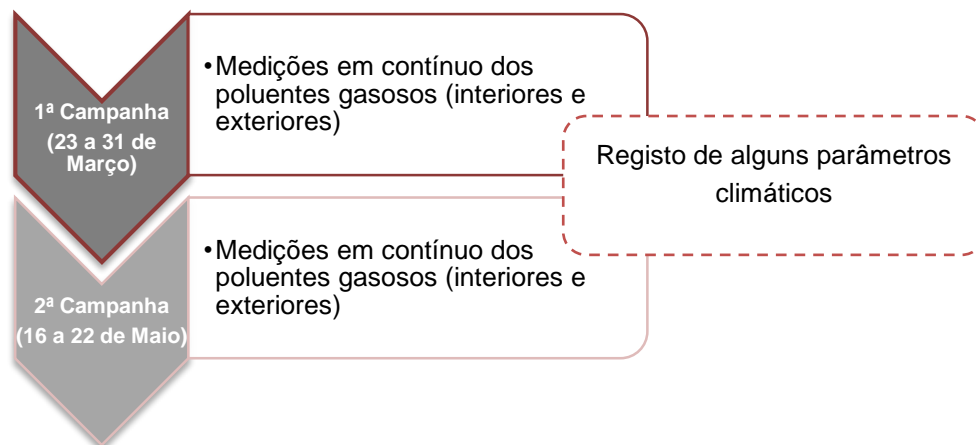 1ª Campanha
(23 a 31 de
Março)
•Medições em contínuo dos
poluentes gasosos (interiores e
exteriores)
Registo de alguns parâmetros
climáticos
2ª Campanha
(16 a 22 de Maio)
•Medições em contínuo dos
poluentes gasosos (interiores e
exteriores)